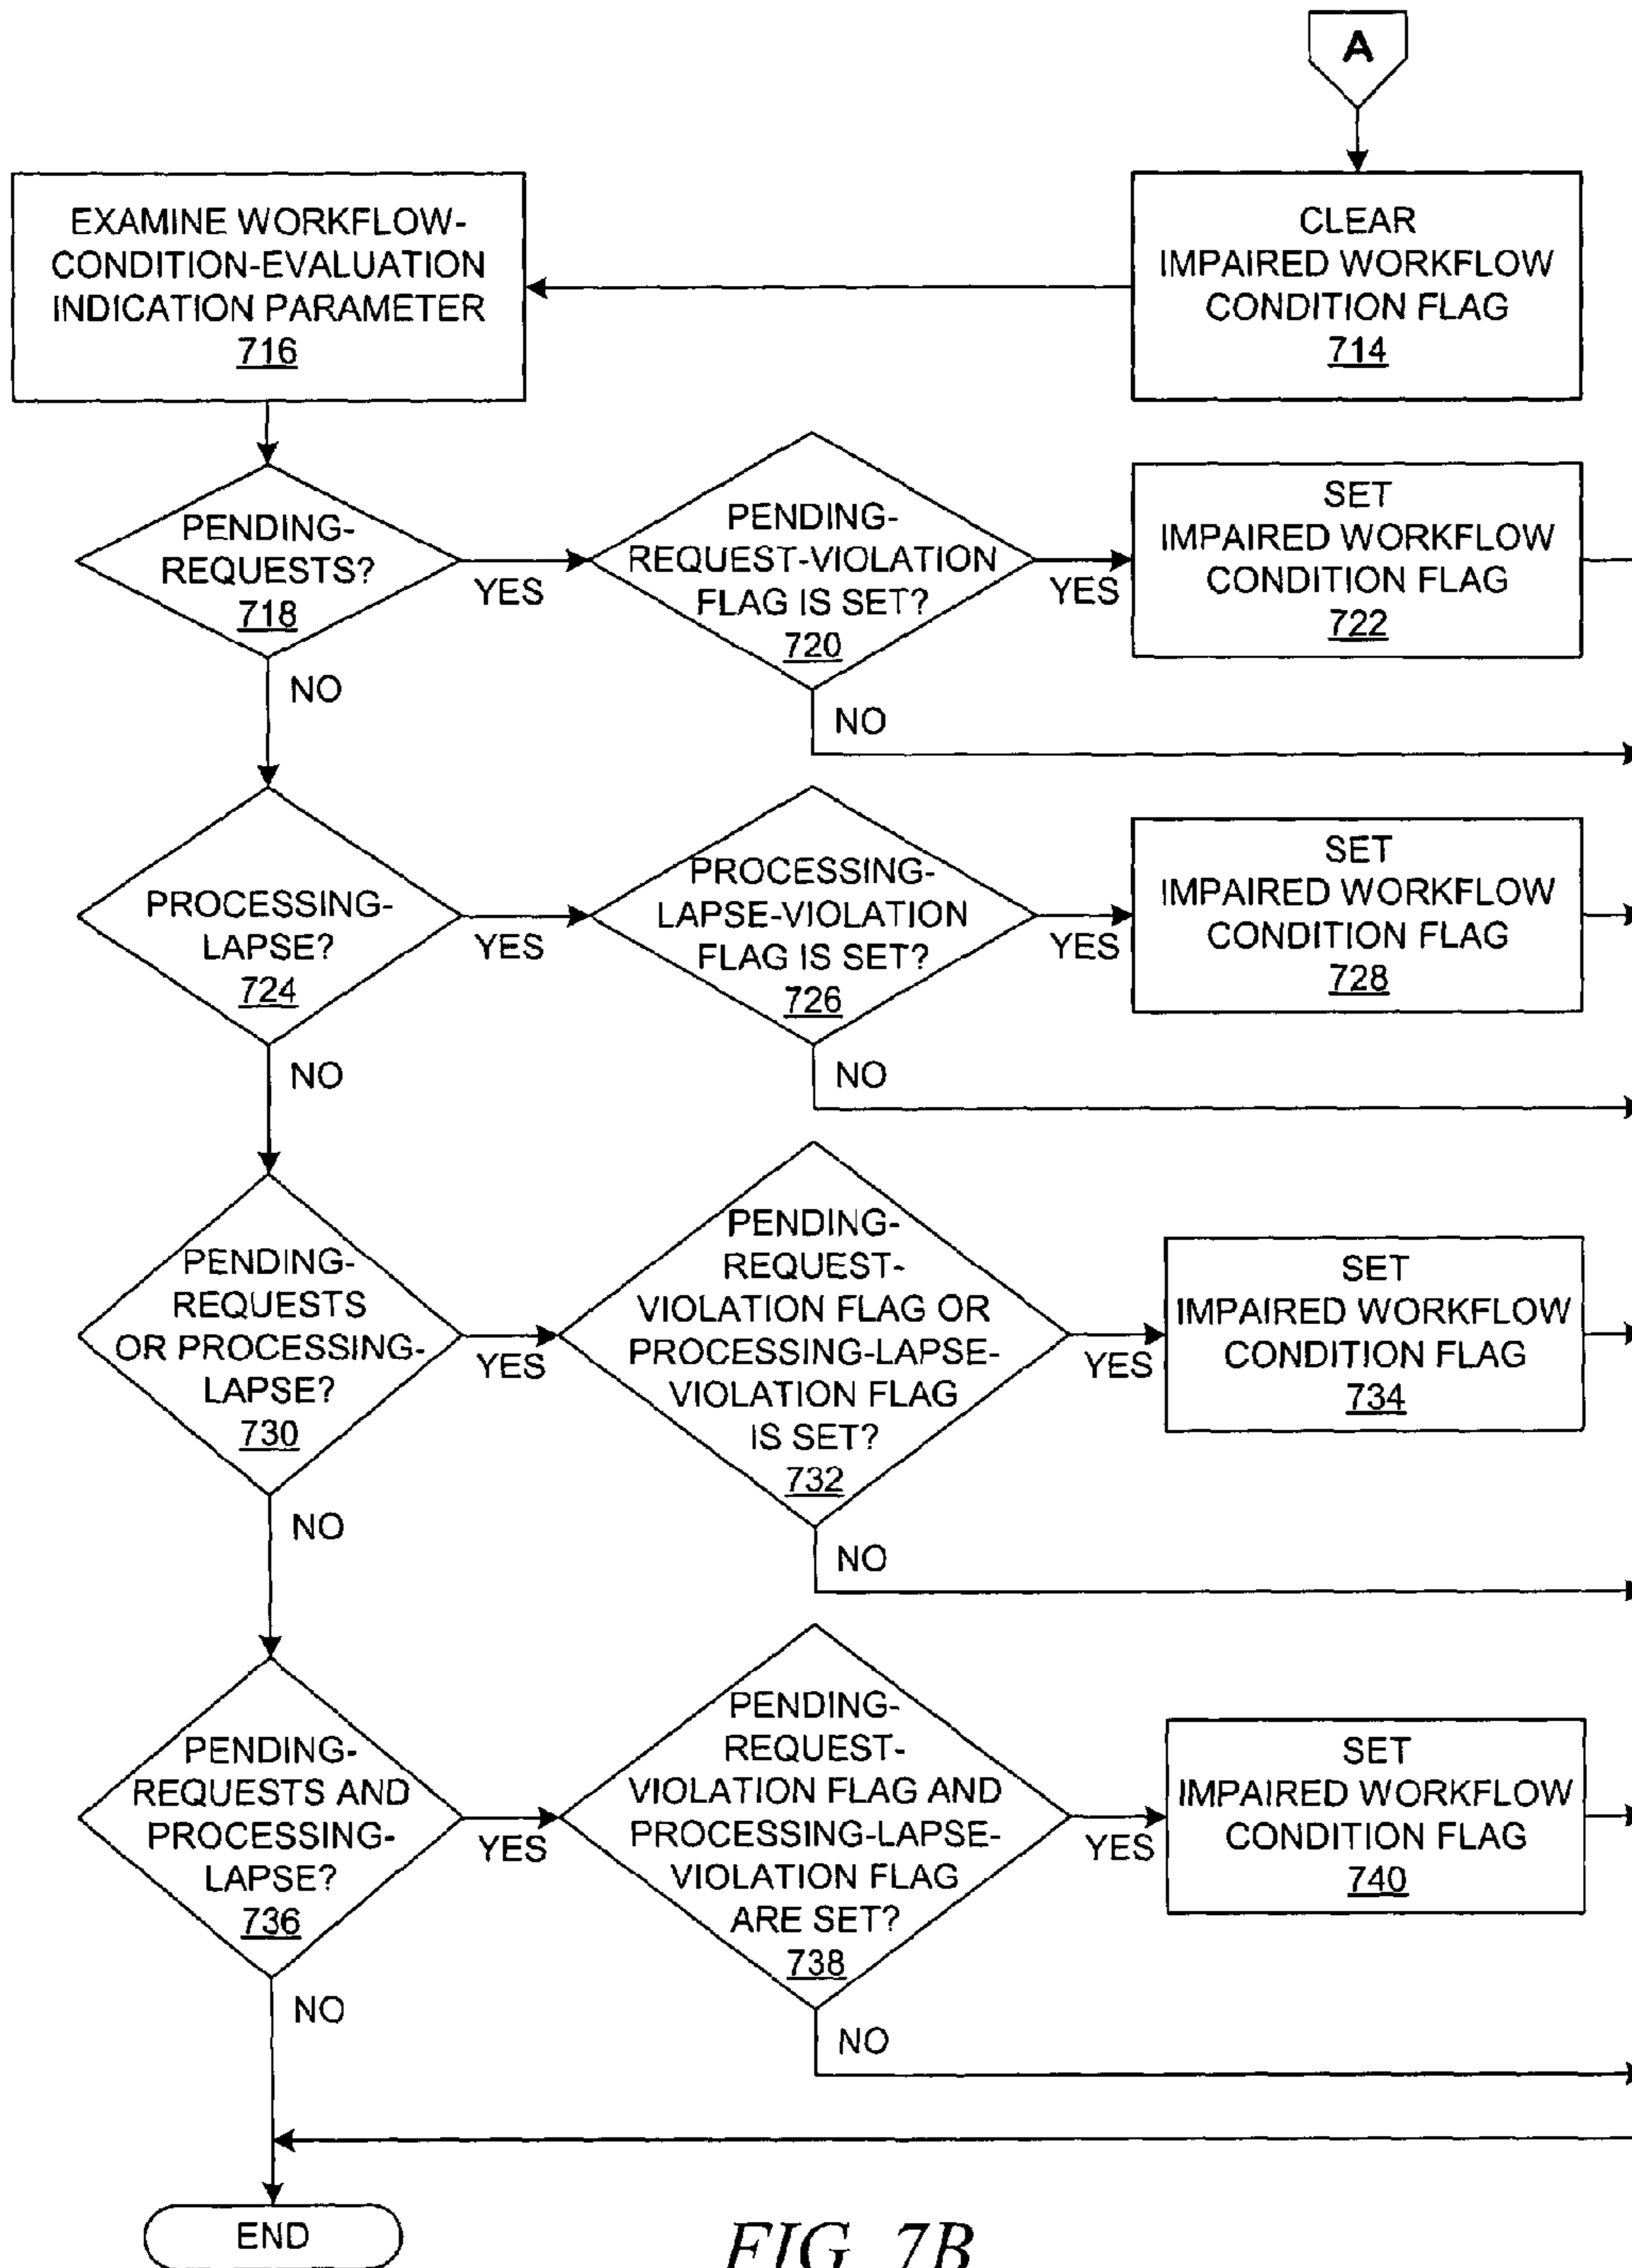 A
EXAMINE WORKFLOW-
CONDITION-EVALUATION
INDICATION PARAMETER
716
CLEAR
IMPAIRED WORKFLOW
CONDITION FLAG
714
PENDING-
REQUESTS?
718
YES
NO
PENDING-
REQUEST-VIOLATION
FLAG IS SET?
720
YES
NO
SET
IMPAIRED WORKFLOW
CONDITION FLAG
722
PROCESSING-
LAPSE?
724
YES
NO
PROCESSING-
LAPSE-VIOLATION
FLAG IS SET?
726
YES
NO
SET
IMPAIRED WORKFLOW
CONDITION FLAG
728
PENDING-
REQUESTS
OR PROCESSING-
LAPSE?
730
YES
NO
PENDING-
REQUEST-
VIOLATION FLAG OR
PROCESSING-LAPSE-
VIOLATION FLAG
IS SET?
732
YES
NO
SET
IMPAIRED WORKFLOW
CONDITION FLAG
734
PENDING-
REQUESTS AND
PROCESSING-
LAPSE?
736
YES
NO
PENDING-
REQUEST-
VIOLATION FLAG AND
PROCESSING-LAPSE-
VIOLATION FLAG
ARE SET?
738
YES
NO
SET
IMPAIRED WORKFLOW
CONDITION FLAG
740
END
FIG. 7B